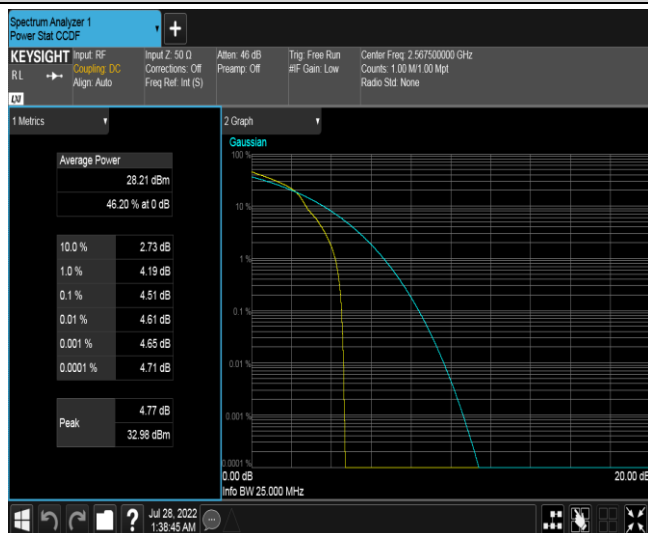 Spectrum Analyzer 1
Power Stat CCDF
KEYSIGHT
RL
LXI
Input: RF
Coupling: DC
Align: Auto
Input Z: 50 Ω
Corrections: Off
Freq Ref: Int (S)
Atten: 46 dB
Preamp: Off
Trig: Free Run
#IF Gain: Low
Center Freq: 2.567500000 GHz
Counts: 1.00 M/1.00 Mpt
Radio Std: None
1 Metrics
Average Power
28.21 dBm
46.20 % at 0 dB
10.0 % 2.73 dB
1.0 % 4.19 dB
0.1 % 4.51 dB
0.01 % 4.61 dB
0.001 % 4.65 dB
0.0001 % 4.71 dB
Peak
4.77 dB
32.98 dBm
2 Graph
Gaussian
100 %
10 %
1 %
0.1 %
0.01 %
0.001 %
0.0001 %
0.00 dB 20.00 dB
Info BW 25.000 MHz
Jul 28, 2022
1:38:45 AM